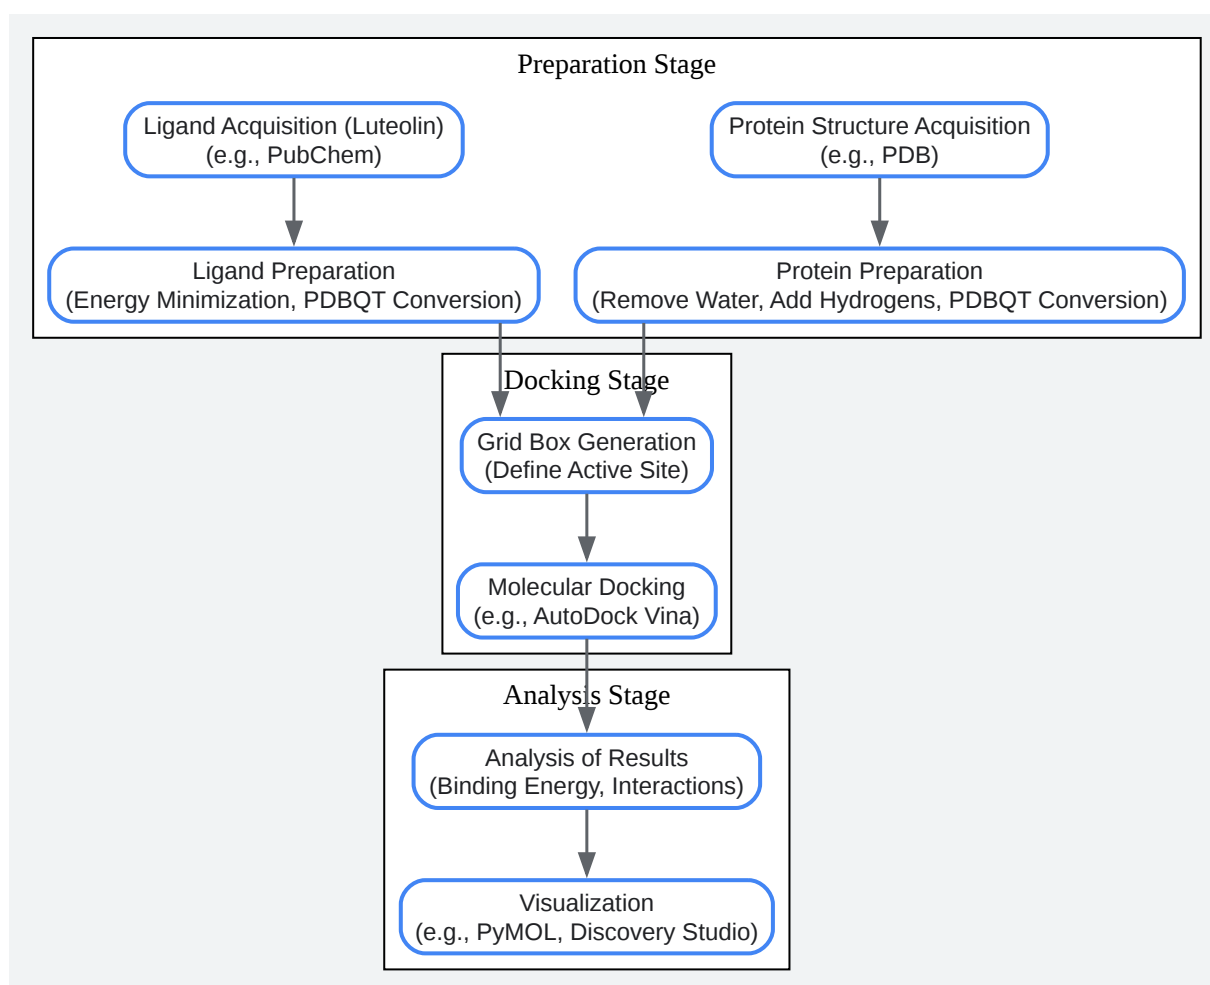 Preparation Stage
Ligand Acquisition (Luteolin)
(e.g., PubChem)
Protein Structure Acquisition
(e.g., PDB)
Ligand Preparation
(Energy Minimization, PDBQT Conversion)
Protein Preparation
(Remove Water, Add Hydrogens, PDBQT Conversion)
Docking Stage
Grid Box Generation
(Define Active Site)
Molecular Docking
(e.g., AutoDock Vina)
Analysis Stage
Analysis of Results
(Binding Energy, Interactions)
Visualization
(e.g., PyMOL, Discovery Studio)